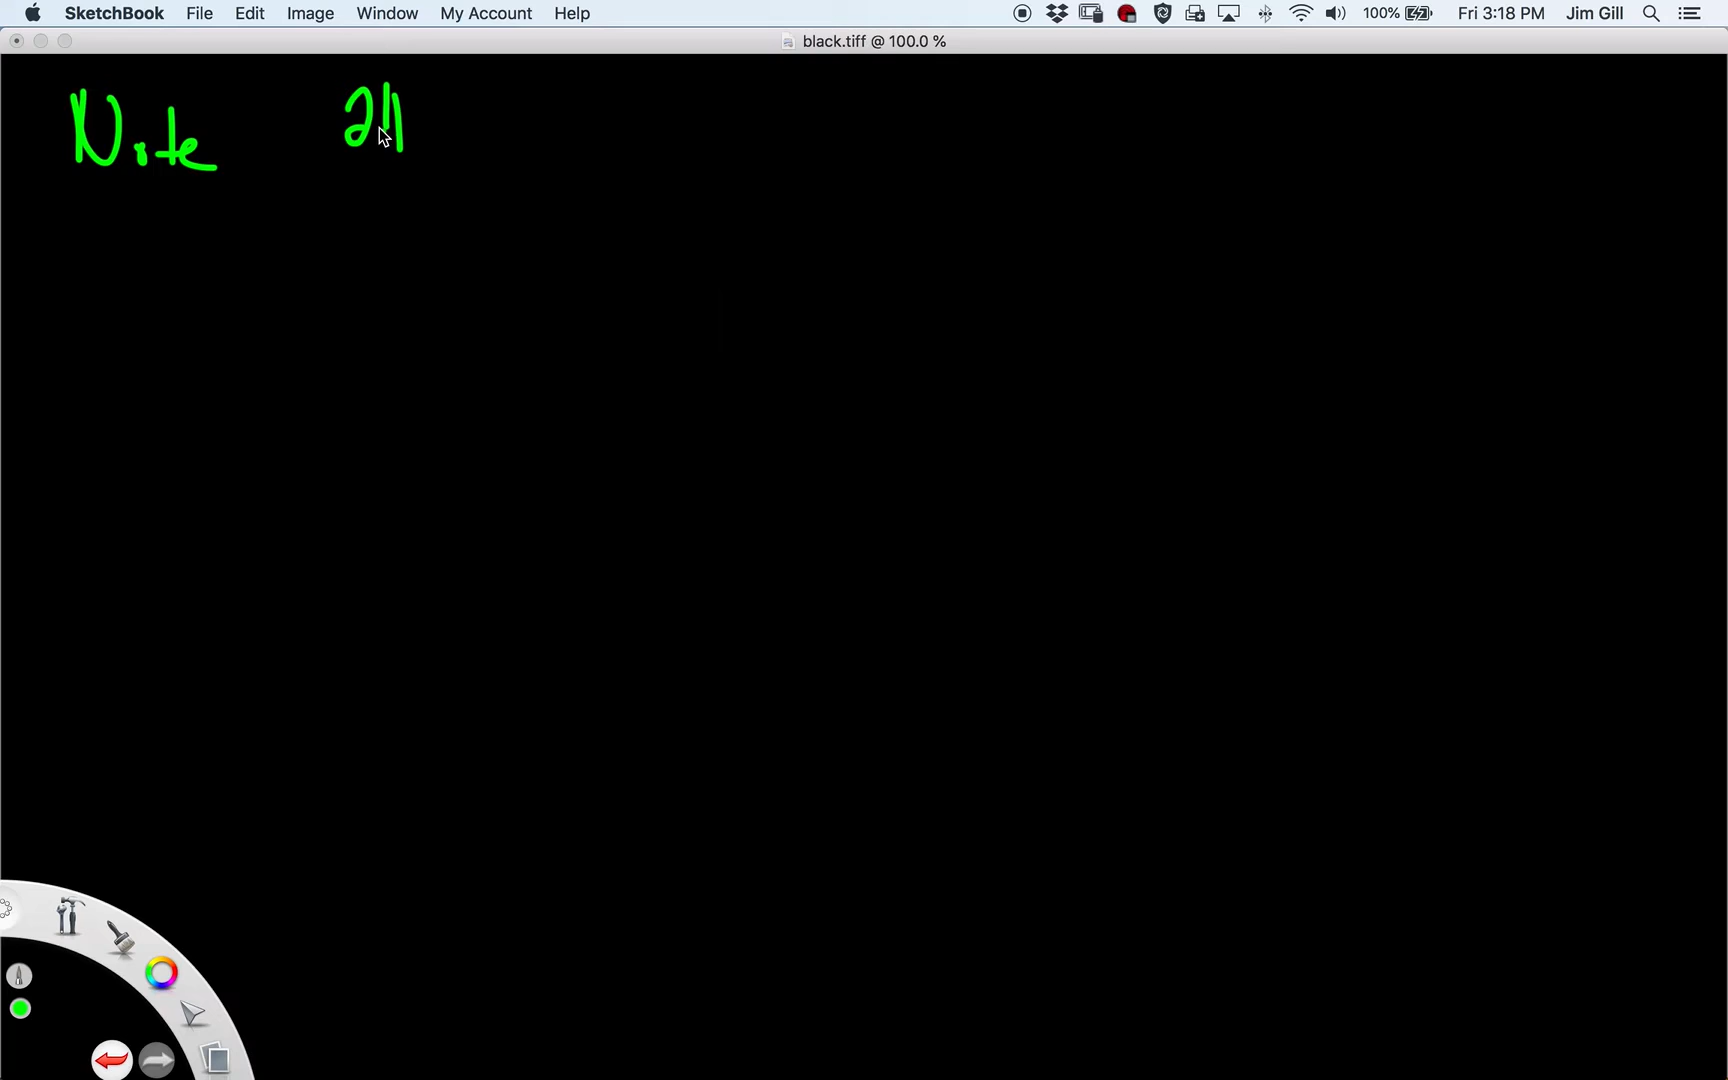 SketchBook File Edit Image Window My Account Help 100% Fri 3:18 PM Jim Gill
black.tiff @ 100.0 %
Note all